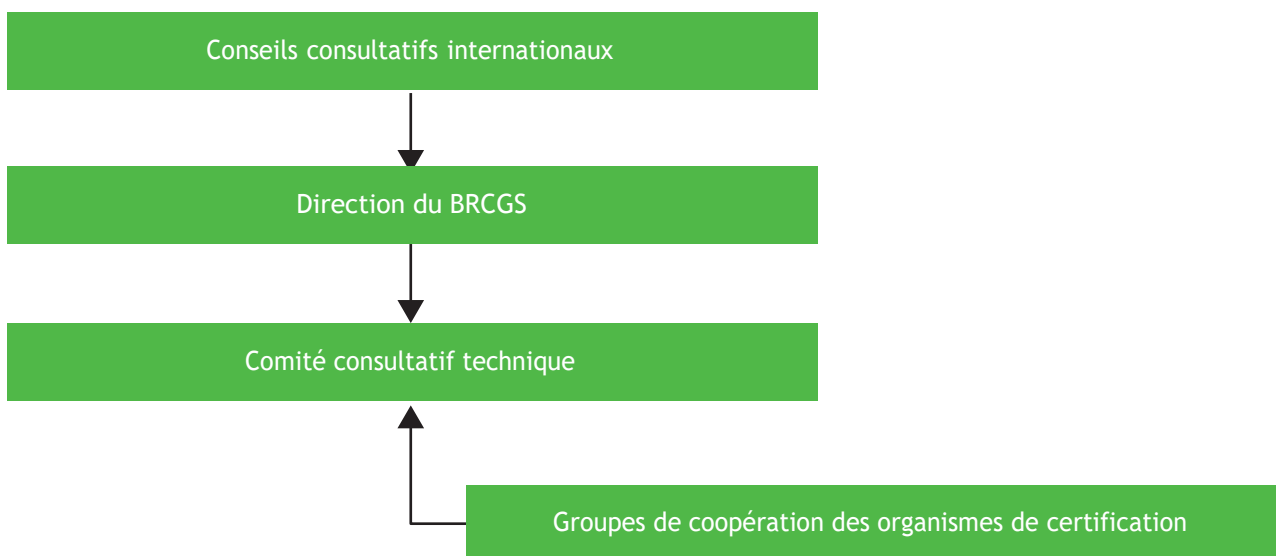 Conseils consultatifs internationaux
Direction du BRCGS
Comité consultatif technique
Groupes de coopération des organismes de certification